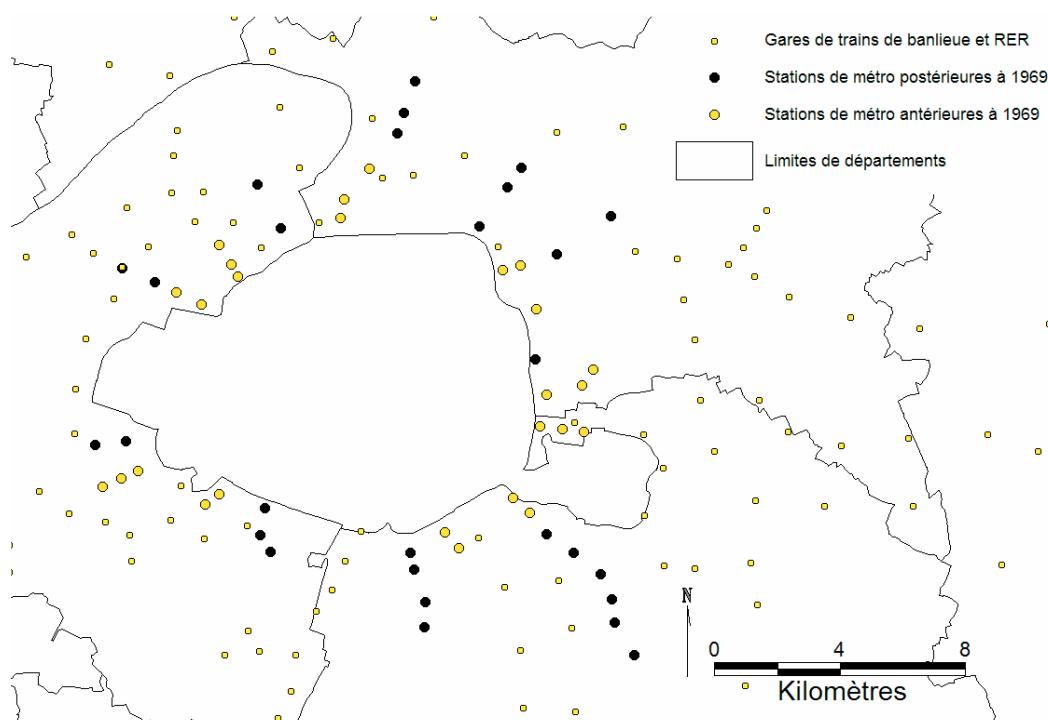 Gares de trains de banlieue et RER
Stations de métro postérieures à 1969
Stations de métro antérieures à 1969
Limites de départements
N
0 4 8
Kilomètres